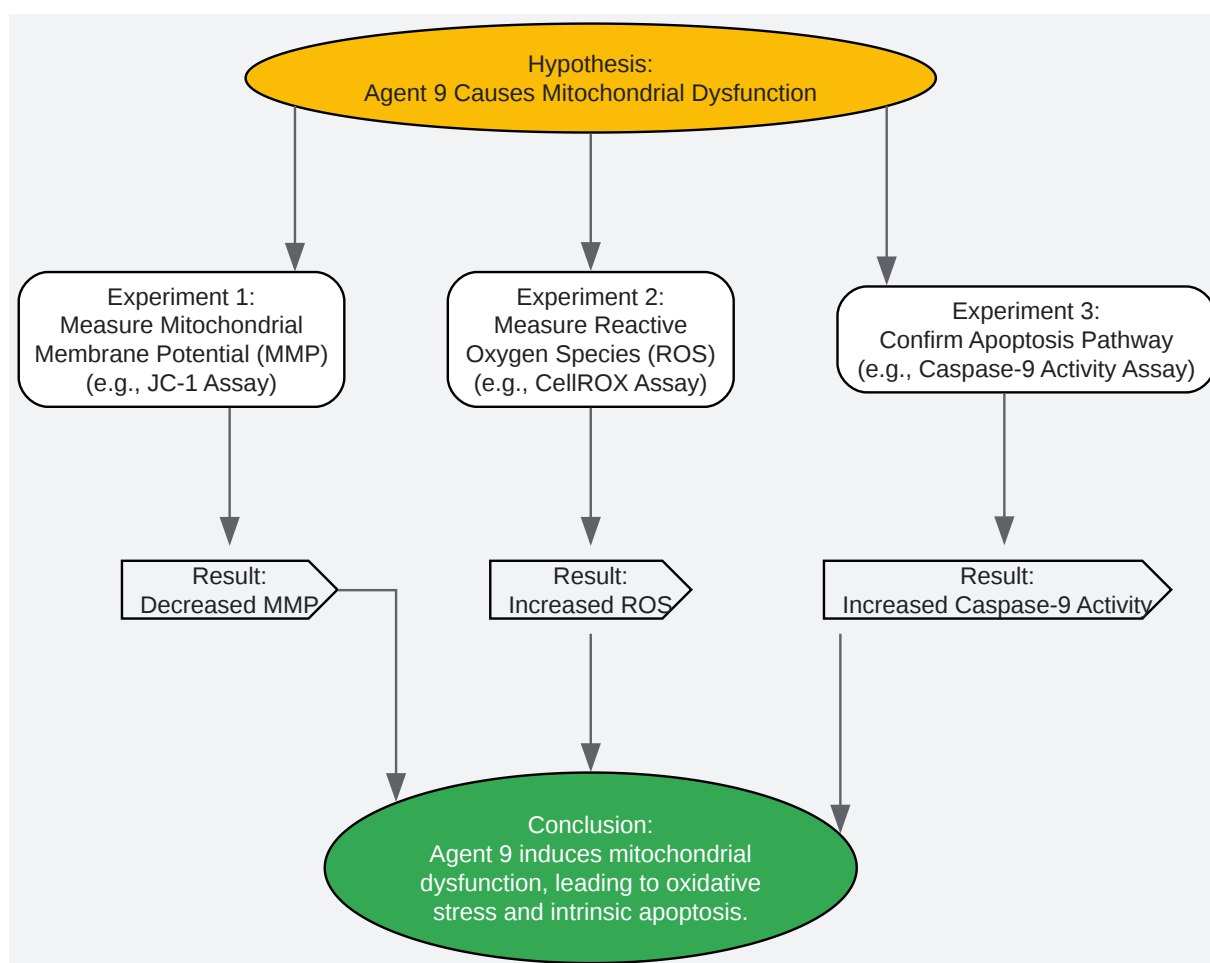 Hypothesis:
Agent 9 Causes Mitochondrial Dysfunction
Experiment 1:
Measure Mitochondrial
Membrane Potential (MMP)
(e.g., JC-1 Assay)
Experiment 2:
Measure Reactive
Oxygen Species (ROS)
(e.g., CellROX Assay)
Experiment 3:
Confirm Apoptosis Pathway
(e.g., Caspase-9 Activity Assay)
Result:
Decreased MMP
Result:
Increased ROS
Result:
Increased Caspase-9 Activity
Conclusion:
Agent 9 induces mitochondrial
dysfunction, leading to oxidative
stress and intrinsic apoptosis.